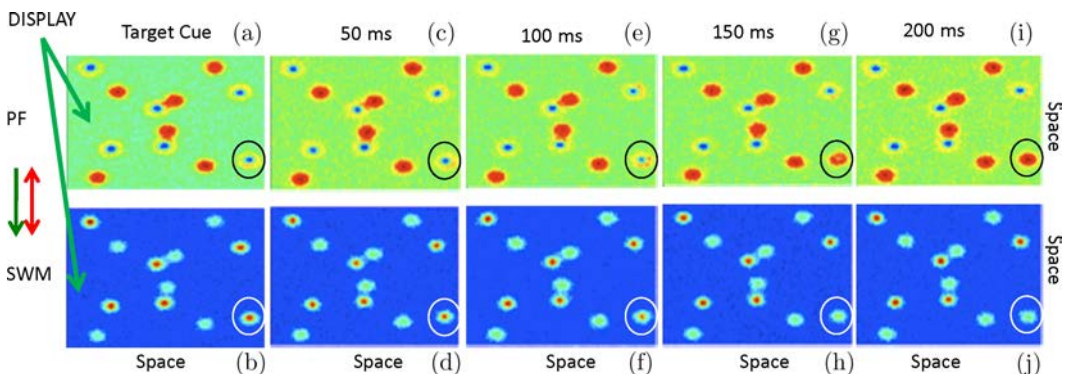 DISPLAY
Target Cue (a) 50 ms (c) 100 ms (e) 150 ms (g) 200 ms (i)
PF
Space
SWM
Space
Space (b) Space (d) Space (f) Space (h) Space (j)